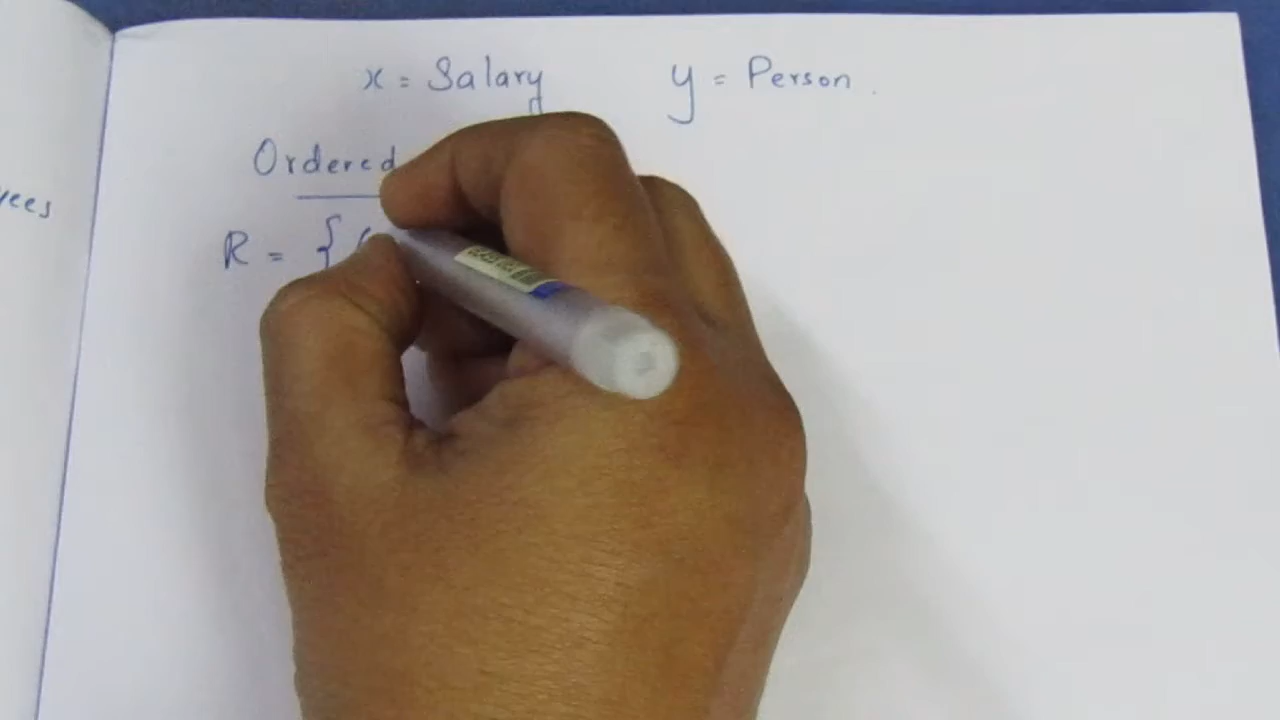 x = Salary y = Person .
Ordered
R = { (